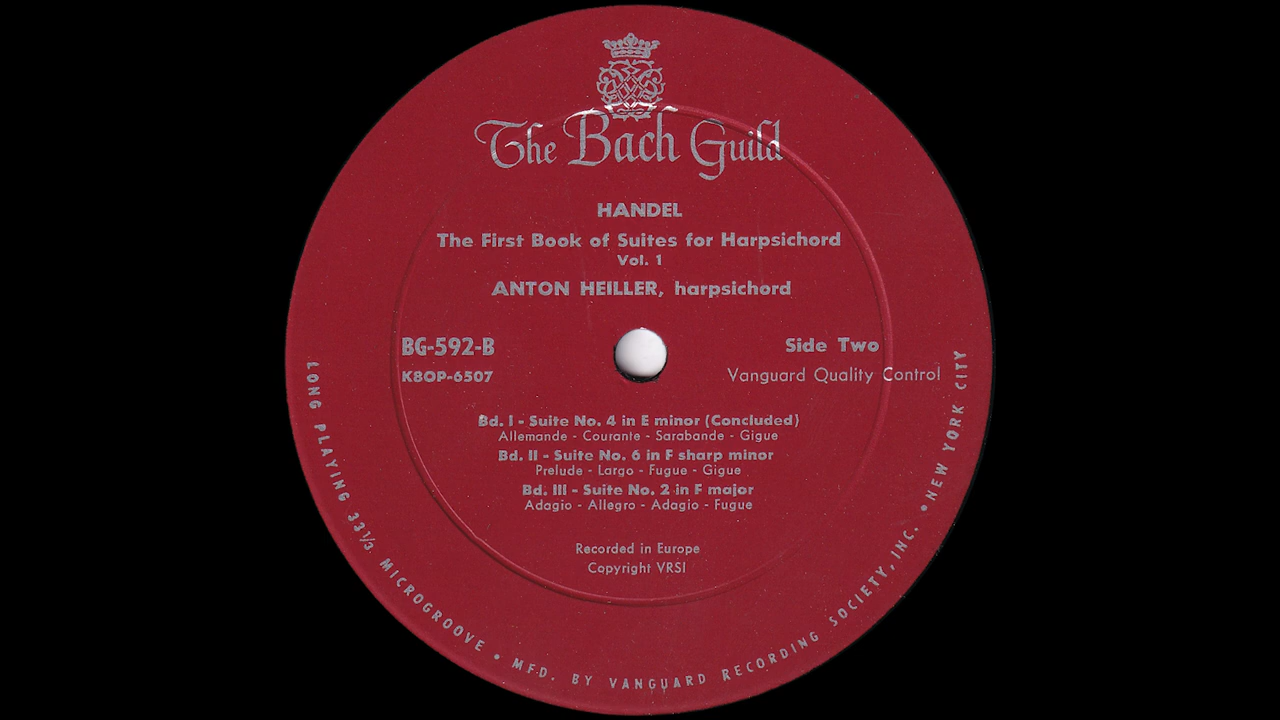 The Bach Guild
HANDEL
The First Book of Suites for Harpsichord
Vol. 1
ANTON HEILLER, harpsichord
BG-592-B
K8OP-6507
Side Two
Vanguard Quality Control
Bd. I - Suite No. 4 in E minor (Concluded)
Allemande - Courante - Sarabande - Gigue
Bd. II - Suite No. 6 in F sharp minor
Prelude - Largo - Fugue - Gigue
Bd. III - Suite No. 2 in F major
Adagio - Allegro - Adagio - Fugue
Recorded in Europe
Copyright VRSI
LONG PLAYING 33⅓ MICROGROOVE • MFD. BY VANGUARD RECORDING SOCIETY, INC. • NEW YORK CITY